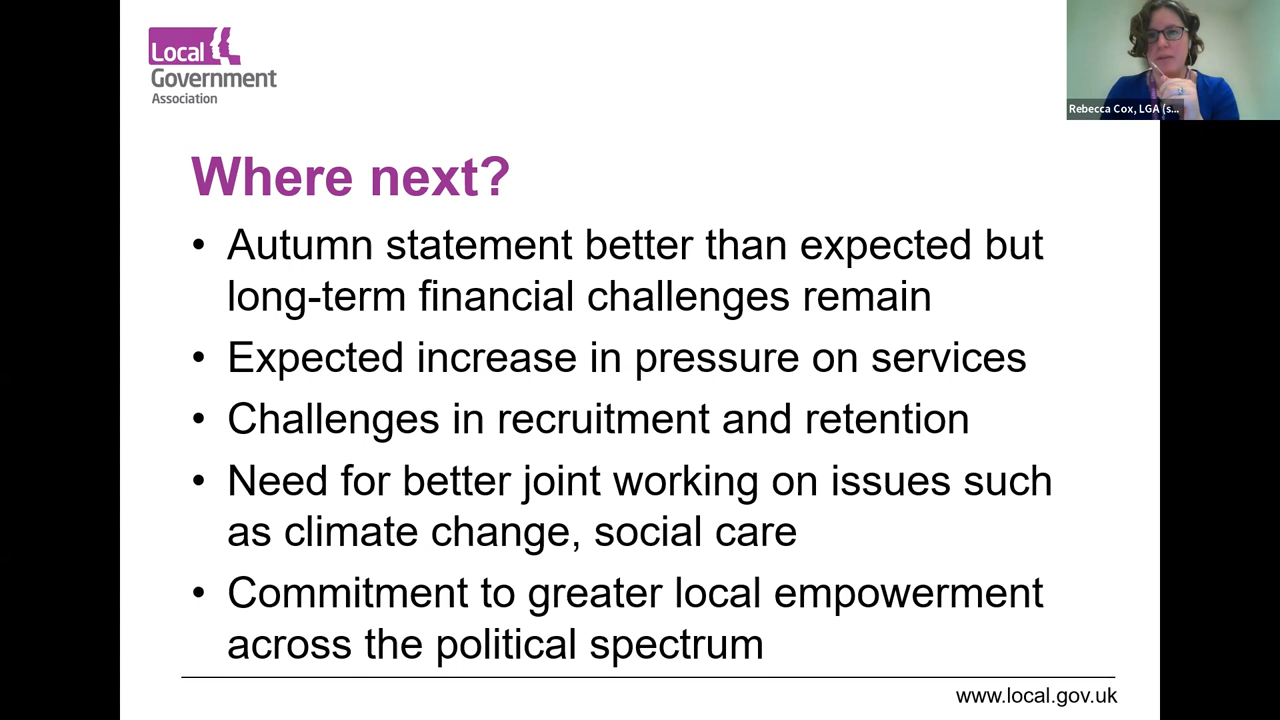 Local
Government
Association
Rebecca Cox, LGA (s...
Where next?
• Autumn statement better than expected but
long-term financial challenges remain
• Expected increase in pressure on services
• Challenges in recruitment and retention
• Need for better joint working on issues such
as climate change, social care
• Commitment to greater local empowerment
across the political spectrum
www.local.gov.uk